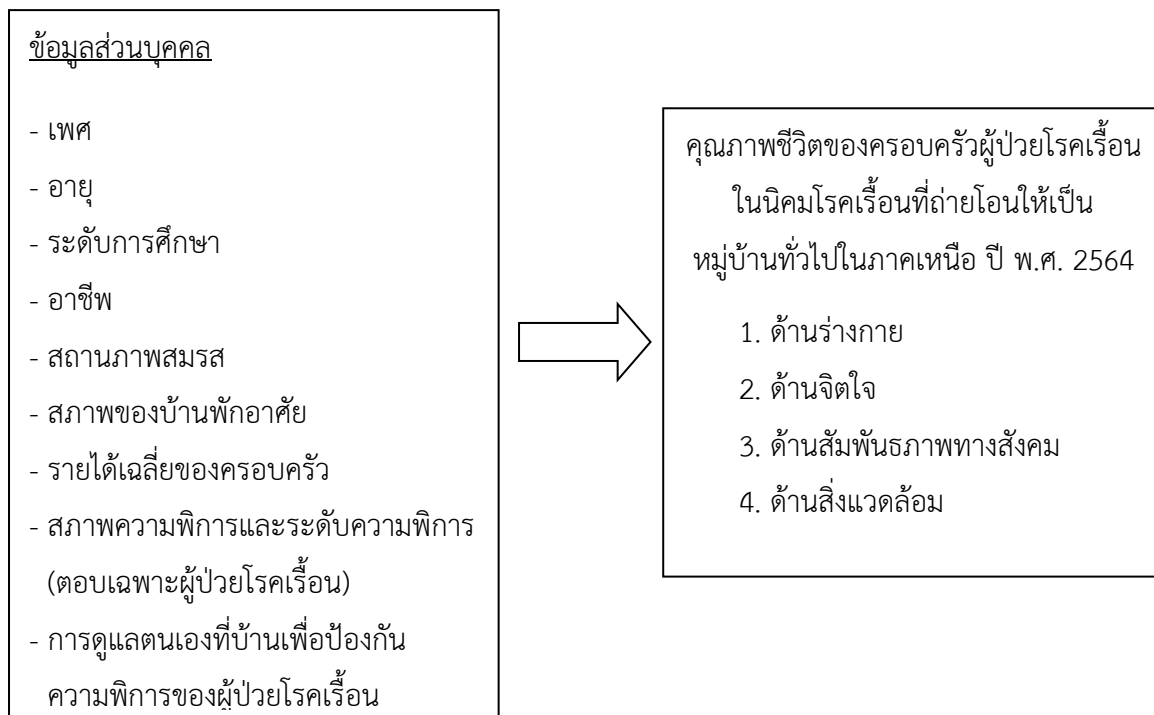 ข้อมูลส่วนบุคคล
- เพศ
- อายุ
- ระดับการศึกษา
- อาชีพ
- สถานภาพสมรส
- สภาพของบ้านพักอาศัย
- รายได้เฉลี่ยของครอบครัว
- สภาพความพิการและระดับความพิการ
(ตอบเฉพาะผู้ป่วยโรคเรื้อน)
- การดูแลตนเองที่บ้านเพื่อป้องกัน
ความพิการของผู้ป่วยโรคเรื้อน
คุณภาพชีวิตของครอบครัวผู้ป่วยโรคเรื้อน
ในนิคมโรคเรื้อนที่ถ่ายโอนให้เป็น
หมู่บ้านทั่วไปในภาคเหนือ ปี พ.ศ. 2564
1. ด้านร่างกาย
2. ด้านจิตใจ
3. ด้านสัมพันธภาพทางสังคม
4. ด้านสิ่งแวดล้อม